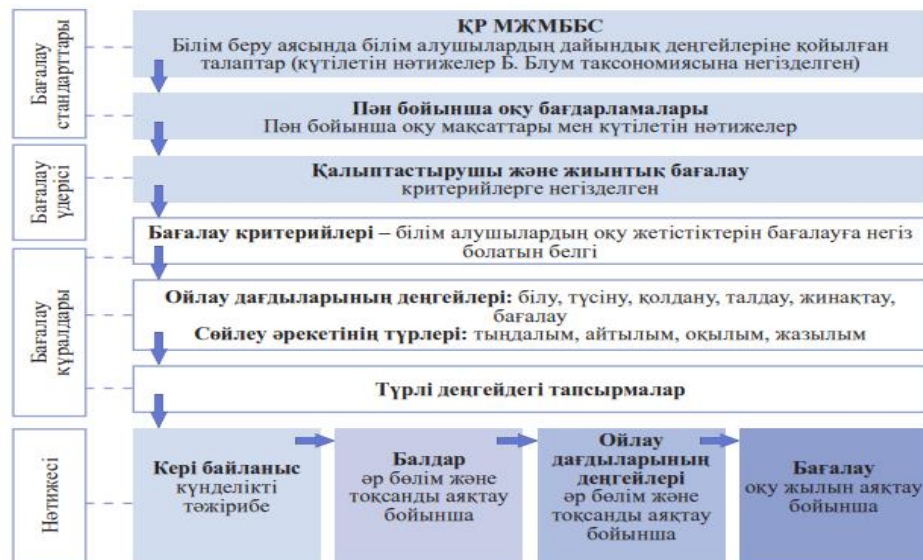 Бағалау
стандарттары
ҚР МЖМББС
Білім беру аясында білім алушылардың дайындық деңгейлеріне қойылған
талаптар (күтілетін нәтижелер Б. Блум таксономиясына негізделген)
Пән бойынша оқу бағдарламалары
Пән бойынша оқу мақсаттары мен күтілетін нәтижелер
Бағалау
үдерісі
Қалыптастырушы және жиынтық бағалау
критерийлерге негізделген
Бағалау критерийлері – білім алушылардың оқу жетістіктерін бағалауға негіз
болатын белгі
Бағалау
құралдары
Ойлау дағдыларының деңгейлері: білу, түсіну, қолдану, талдау, жинақтау,
бағалау
Сөйлеу әрекетінің түрлері: тыңдалым, айтылым, оқылым, жазылым
Түрлі деңгейдегі тапсырмалар
Нәтижесі
Кері байланыс
күнделікті
тәжірибе
Балдар
әр бөлім және
тоқсанды аяқтау
бойынша
Ойлау
дағдыларының
деңгейлері
әр бөлім және
тоқсанды аяқтау
бойынша
Бағалау
оқу жылын аяқтау
бойынша